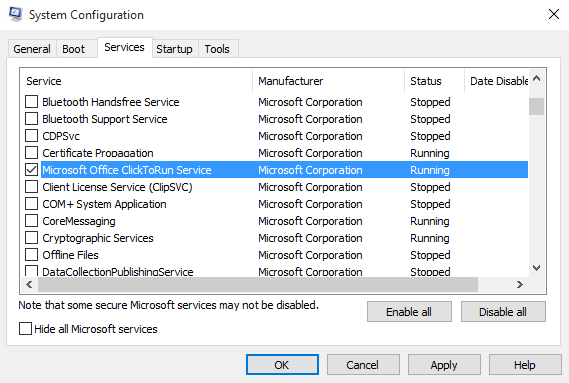 System Configuration
General Boot Services Startup Tools
Service Manufacturer Status Date Disable
Bluetooth Handsfree Service Microsoft Corporation Stopped
Bluetooth Support Service Microsoft Corporation Stopped
CDPSvc Microsoft Corporation Stopped
Certificate Propagation Microsoft Corporation Running
Microsoft Office ClickToRun Service Microsoft Corporation Running
Client License Service (ClipSVC) Microsoft Corporation Stopped
COM+ System Application Microsoft Corporation Stopped
CoreMessaging Microsoft Corporation Running
Cryptographic Services Microsoft Corporation Running
Offline Files Microsoft Corporation Stopped
DataCollectionPublishingService Microsoft Corporation Stopped
Note that some secure Microsoft services may not be disabled.
Enable all Disable all
Hide all Microsoft services
OK Cancel Apply Help